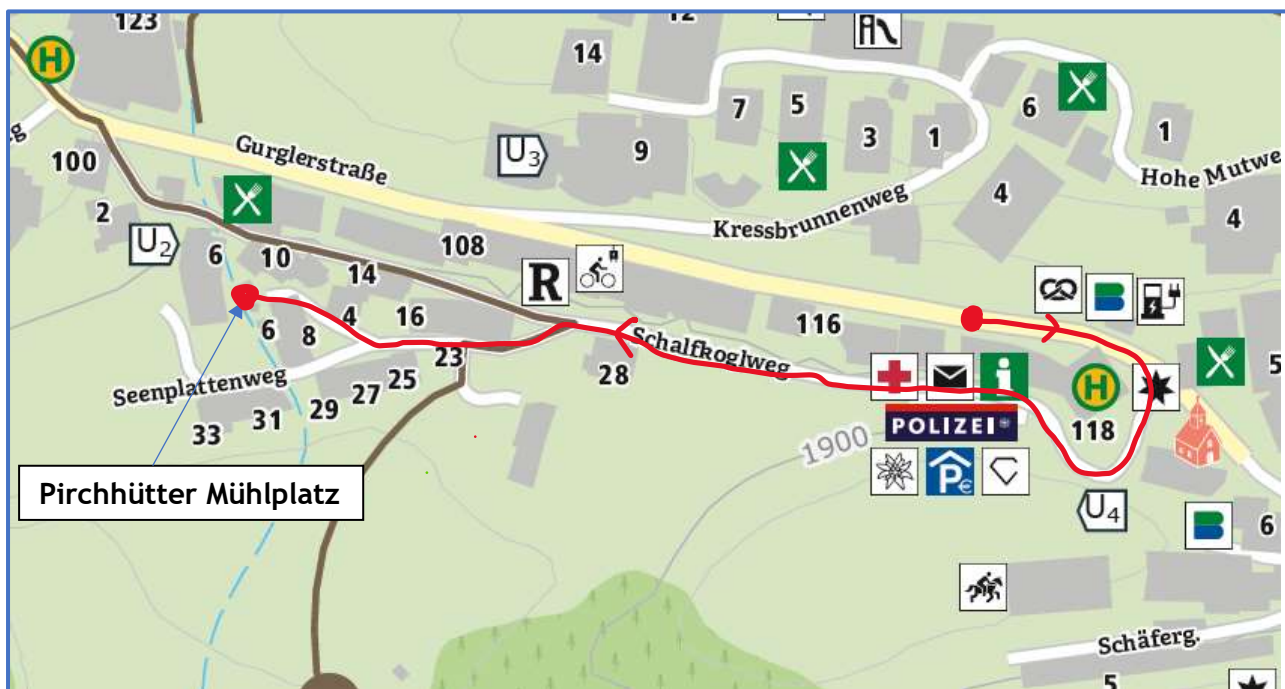 123
12
14
H
7
5
6
3
1
1
U3
9
Gurglerstraße
100
g
Hohe Mutwe
4
Kressbrunnenweg
4
2
U2
6
10
108
14
R
6
8
4
16
116
Schalfkoglweg
23
28
i
H
5
Seenplattenweg
25
27
29
31
33
POLIZEI
118
1900
P€
U4
Pirchhütter Mühlplatz
6
Schäferg.
5